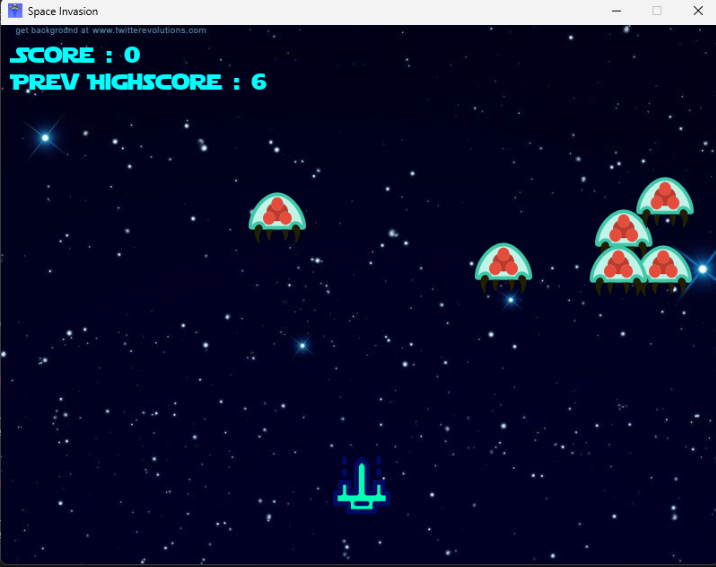 Space Invasion
get background at www.twitterevolutions.com
SCORE : 0
PREV HIGHSCORE : 6